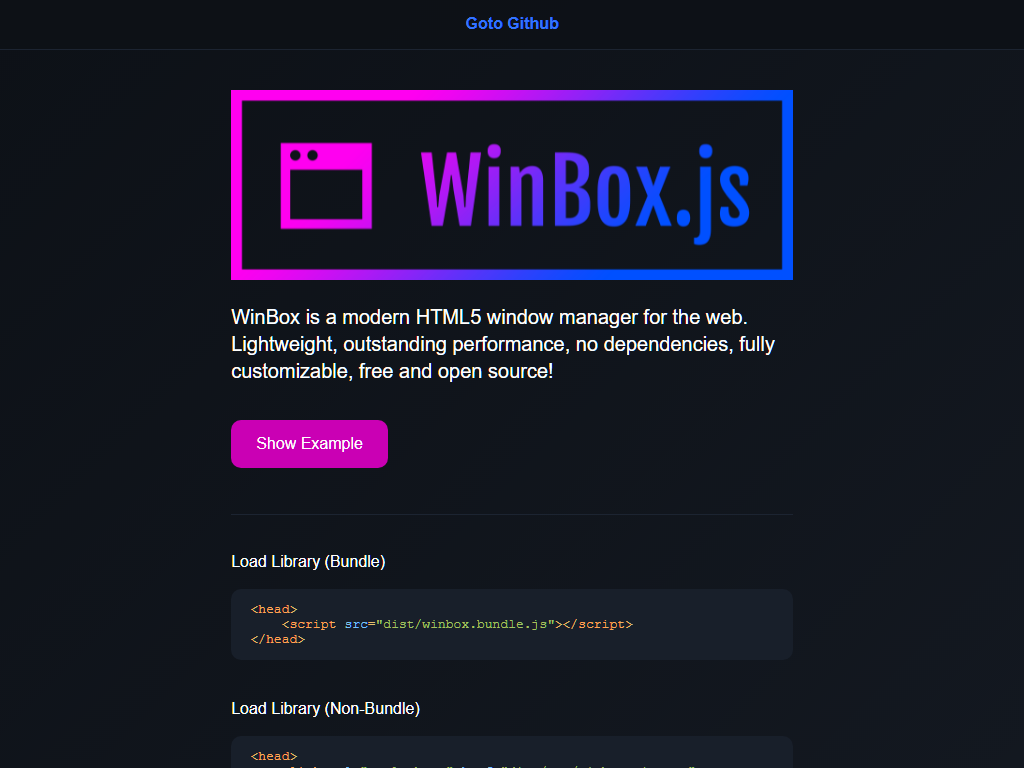 Goto Github
WinBox.js
WinBox is a modern HTML5 window manager for the web.
Lightweight, outstanding performance, no dependencies, fully
customizable, free and open source!
Show Example
Load Library (Bundle)
<head>
    <script src="dist/winbox.bundle.js"></script>
</head>
Load Library (Non-Bundle)
<head>